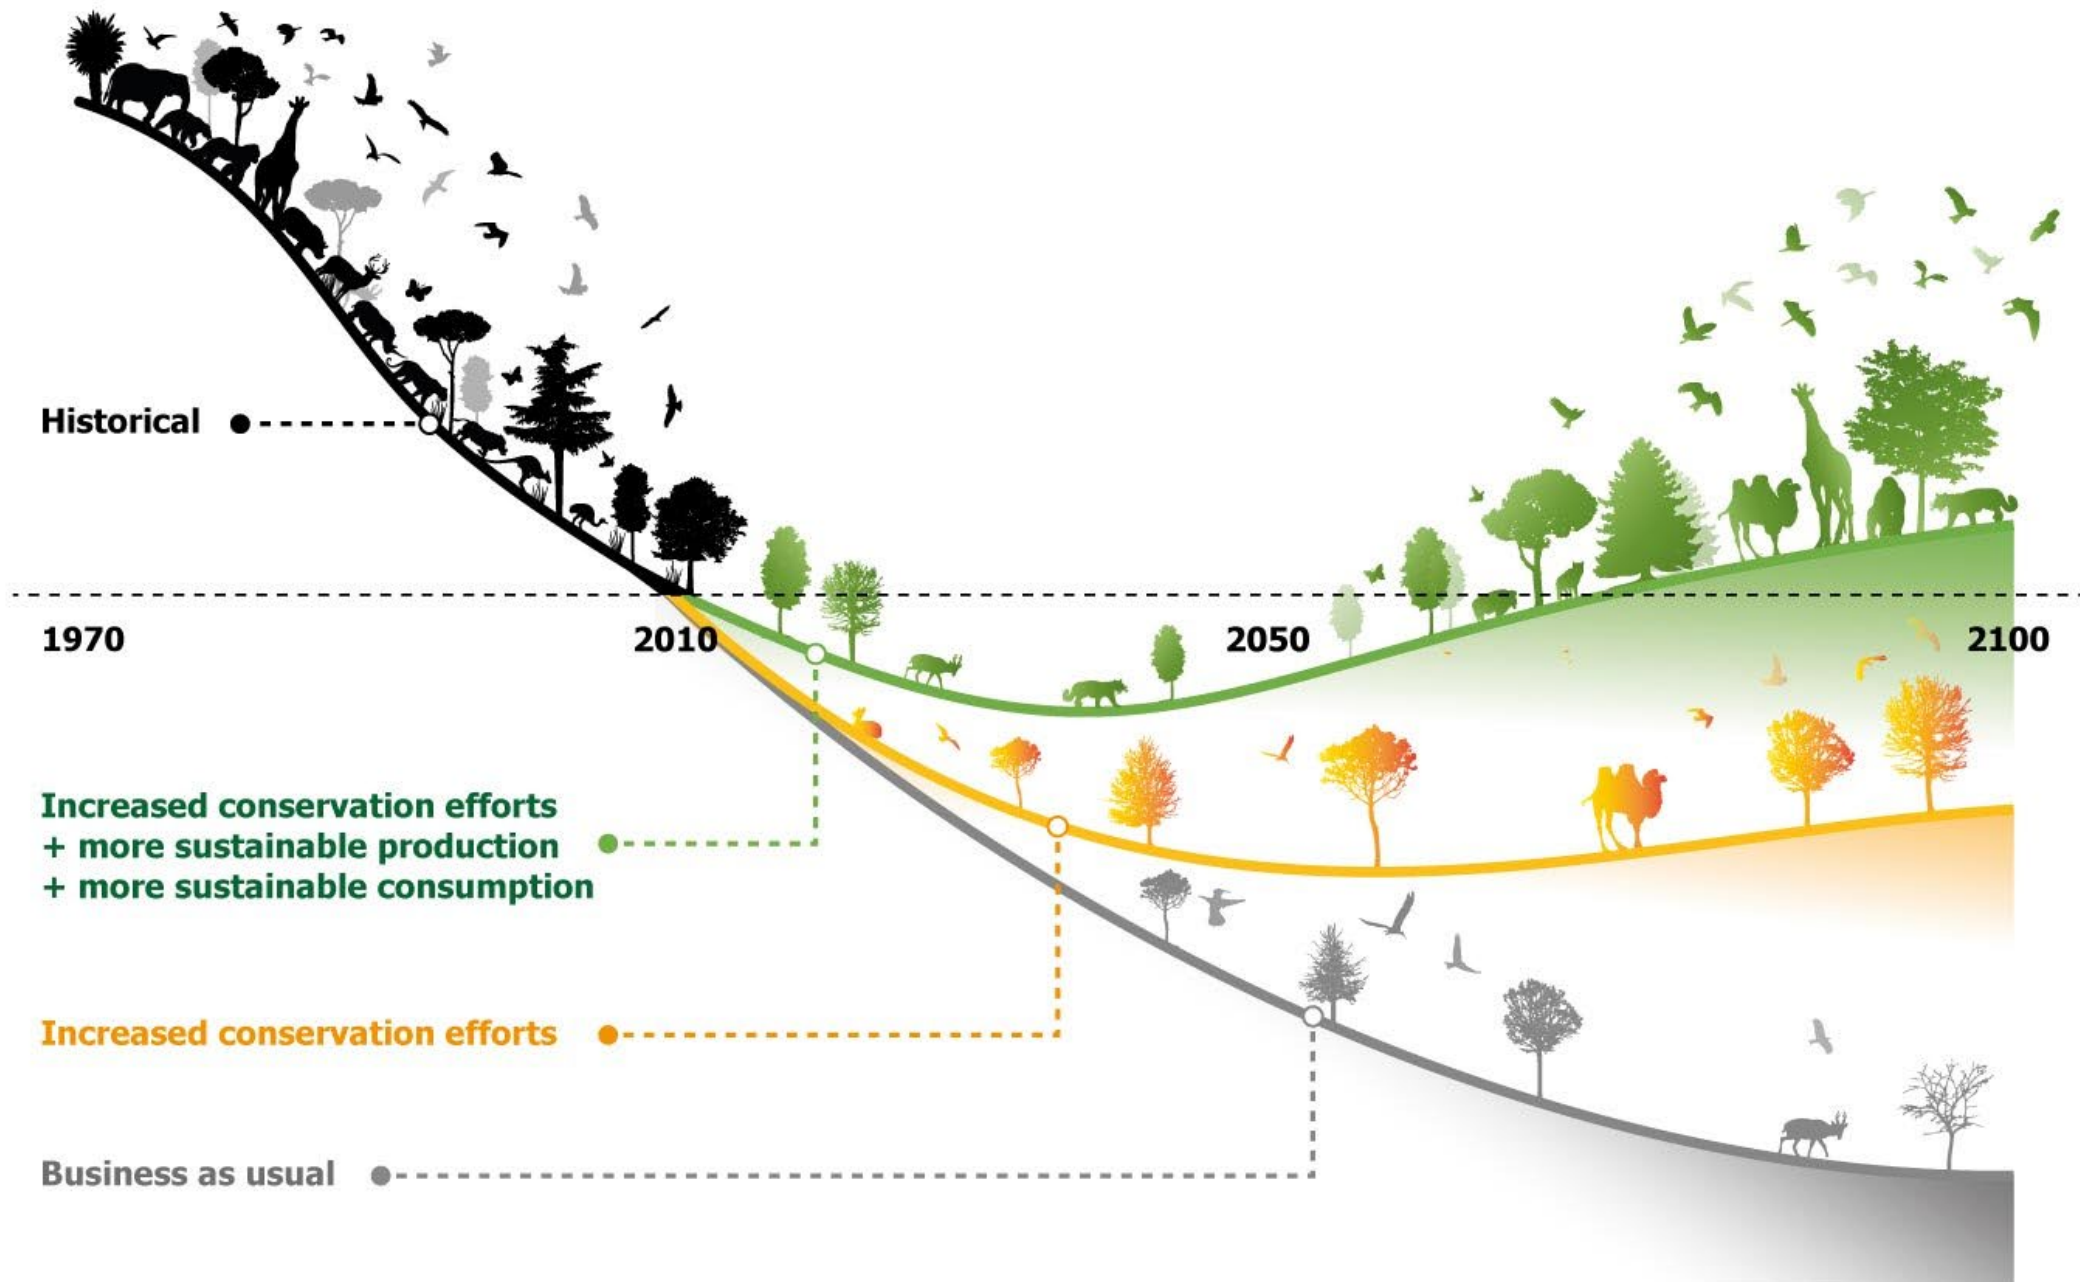 Historical
1970
2010
2050
2100
Increased conservation efforts
+ more sustainable production
+ more sustainable consumption
Increased conservation efforts
Business as usual